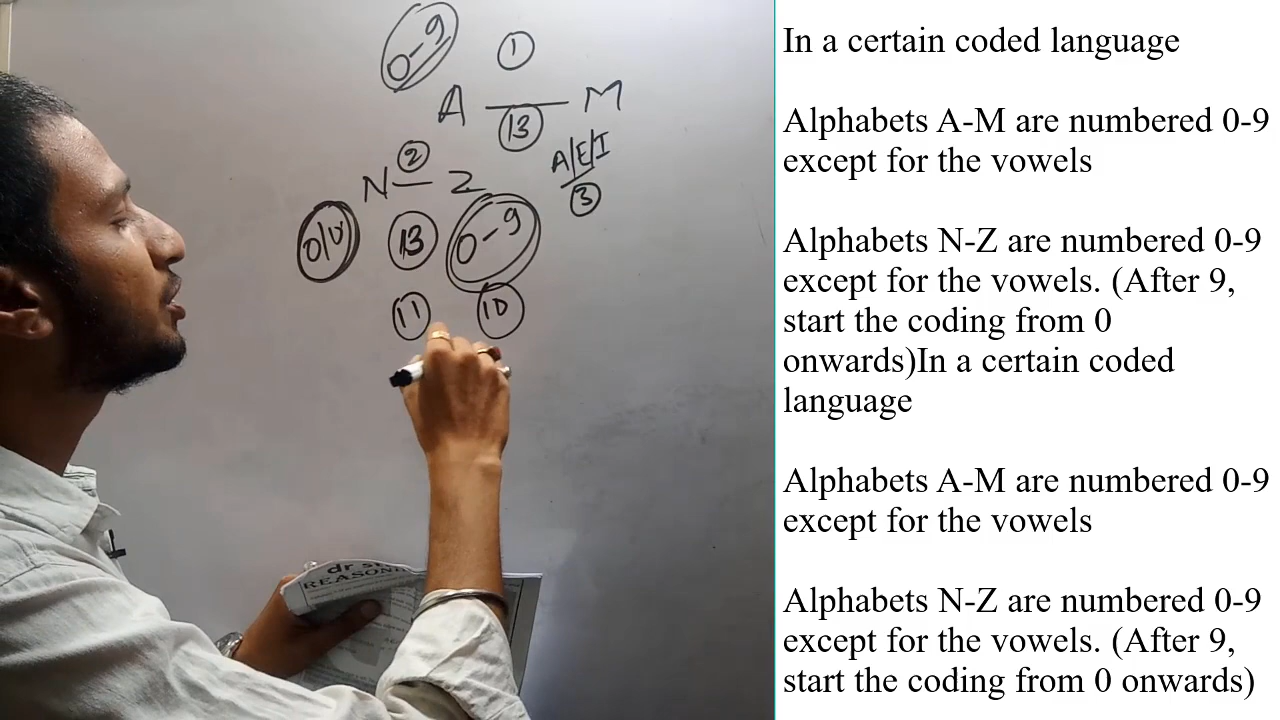 0-9
1
A — M
13
A/E/I
3
2
N — Z
0/U
13
0-9
11
10
REASONI
In a certain coded language
Alphabets A-M are numbered 0-9
except for the vowels
Alphabets N-Z are numbered 0-9
except for the vowels. (After 9,
start the coding from 0
onwards)In a certain coded
language
Alphabets A-M are numbered 0-9
except for the vowels
Alphabets N-Z are numbered 0-9
except for the vowels. (After 9,
start the coding from 0 onwards)